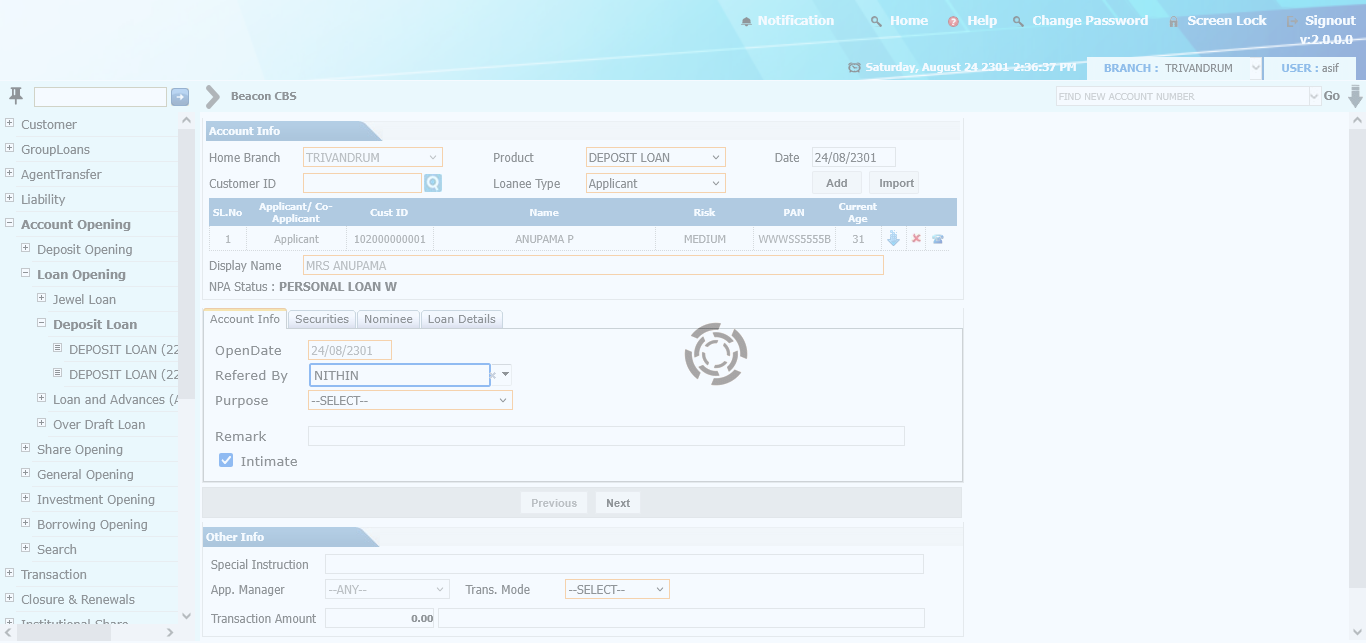 Notification Home Help Change Password Screen Lock Signout
v:2.0.0.0
Saturday, August 24 2301 2:36:37 PM BRANCH : TRIVANDRUM USER : asif
Beacon CBS FIND NEW ACCOUNT NUMBER Go
Customer
GroupLoans
AgentTransfer
Liability
Account Opening
Deposit Opening
Loan Opening
Jewel Loan
Deposit Loan
DEPOSIT LOAN (22
DEPOSIT LOAN (22
Loan and Advances (A
Over Draft Loan
Share Opening
General Opening
Investment Opening
Borrowing Opening
Search
Transaction
Closure & Renewals
Institutional Share
Account Info
Home Branch TRIVANDRUM Product DEPOSIT LOAN Date 24/08/2301
Customer ID Loanee Type Applicant Add Import
SL.No Applicant/ Co-Applicant Cust ID Name Risk PAN Current Age
1 Applicant 102000000001 ANUPAMA P MEDIUM WWWSS5555B 31
Display Name MRS ANUPAMA
NPA Status : PERSONAL LOAN W
Account Info Securities Nominee Loan Details
OpenDate 24/08/2301
Refered By NITHIN
Purpose --SELECT--
Remark
Intimate
Previous Next
Other Info
Special Instruction
App. Manager --ANY-- Trans. Mode --SELECT--
Transaction Amount 0.00